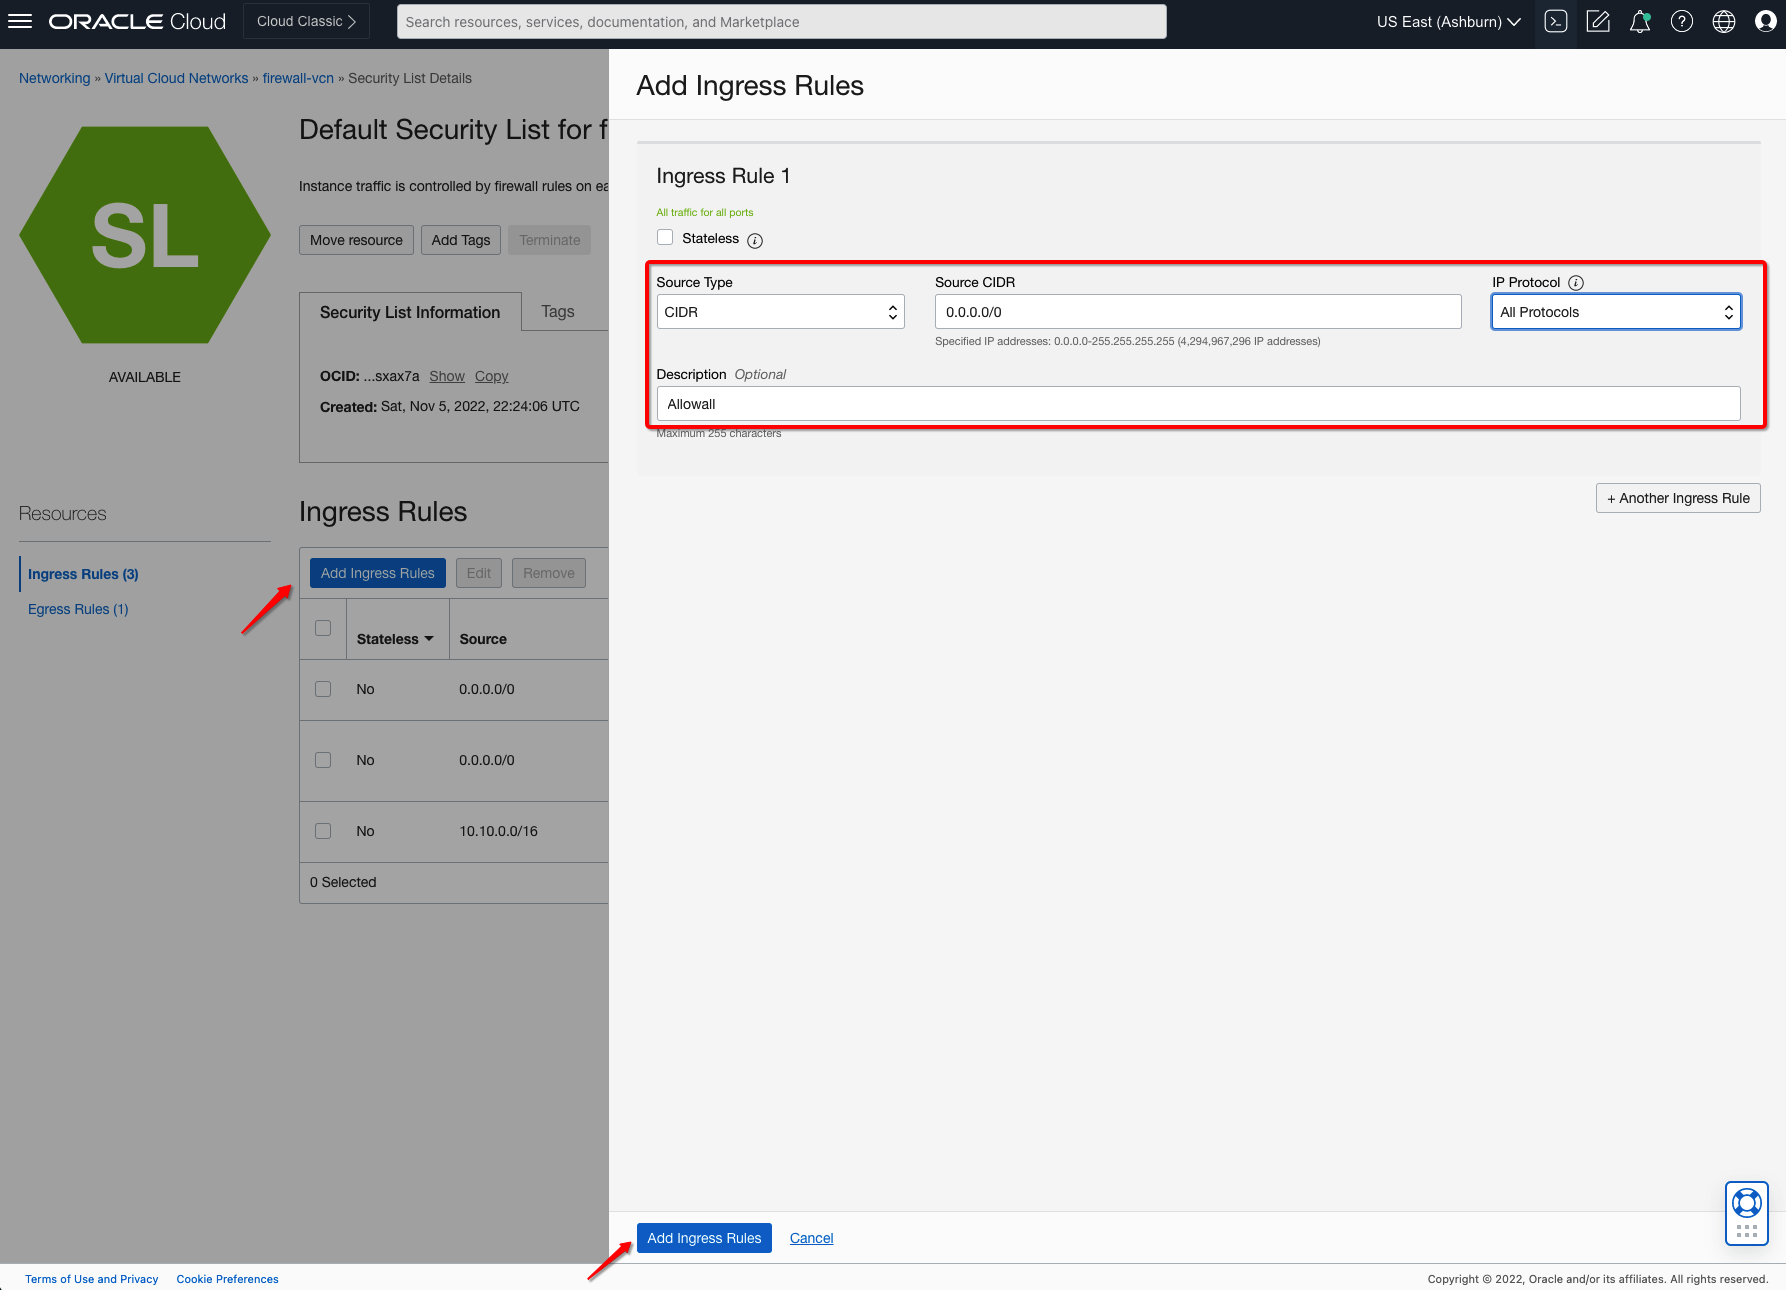 ORACLE Cloud
Cloud Classic
Search resources, services, documentation, and Marketplace
US East (Ashburn)
Networking » Virtual Cloud Networks » firewall-vcn » Security List Details
SL
AVAILABLE
Default Security List for f
Instance traffic is controlled by firewall rules on ea
Move resource
Add Tags
Terminate
Security List Information
Tags
OCID: ...sxax7a Show Copy
Created: Sat, Nov 5, 2022, 22:24:06 UTC
Resources
Ingress Rules (3)
Egress Rules (1)
Ingress Rules
Add Ingress Rules
Edit
Remove
Stateless
Source
No 0.0.0.0/0
No 0.0.0.0/0
No 10.10.0.0/16
0 Selected
Add Ingress Rules
Ingress Rule 1
All traffic for all ports
Stateless
Source Type
CIDR
Source CIDR
0.0.0.0/0
Specified IP addresses: 0.0.0.0-255.255.255.255 (4,294,967,296 IP addresses)
IP Protocol
All Protocols
Description Optional
Allowall
Maximum 255 characters
+ Another Ingress Rule
Add Ingress Rules
Cancel
Terms of Use and Privacy
Cookie Preferences
Copyright © 2022, Oracle and/or its affiliates. All rights reserved.